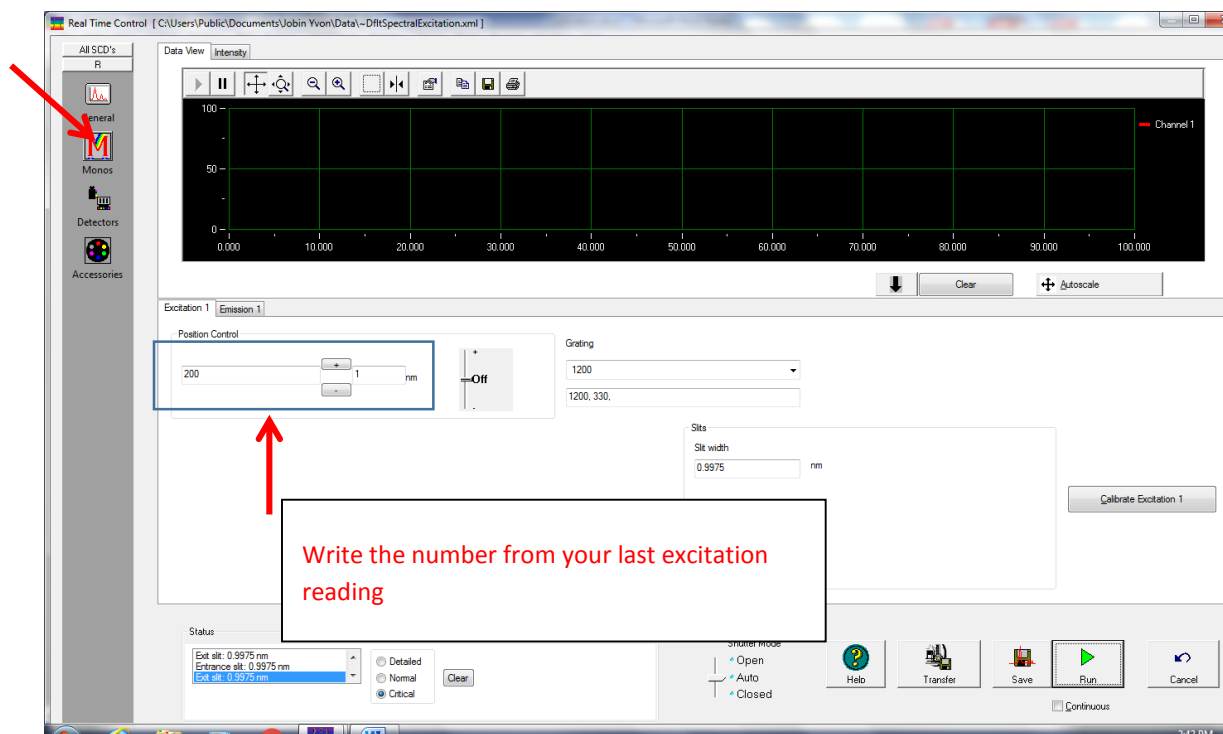 Real Time Control [ C:\Users\Public\Documents\Jobin Yvon\Data\~DfltSpectralExcitation.xml ]
All SCD's
R
General
Monos
Detectors
Accessories
Data View Intensity
100
50
0
0.000 10.000 20.000 30.000 40.000 50.000 60.000 70.000 80.000 90.000 100.000
Channel 1
Clear
Autoscale
Excitation 1 Emission 1
Position Control
200
+
1
nm
-
+
Off
-
Grating
1200
1200, 330,
Slits
Slit width
0.9975 nm
Calibrate Excitation 1
Write the number from your last excitation
reading
Status
Exit slit: 0.9975 nm
Entrance slit: 0.9975 nm
Exit slit: 0.9975 nm
Detailed
Normal
Critical
Clear
Shutter Mode
Open
Auto
Closed
Help
Transfer
Save
Run
Cancel
Continuous